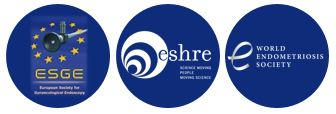 ESGE
European Society for
Gynaecological Endoscopy
eshre
SCIENCE MOVING
PEOPLE
MOVING SCIENCE
WORLD
ENDOMETRIOSIS
SOCIETY